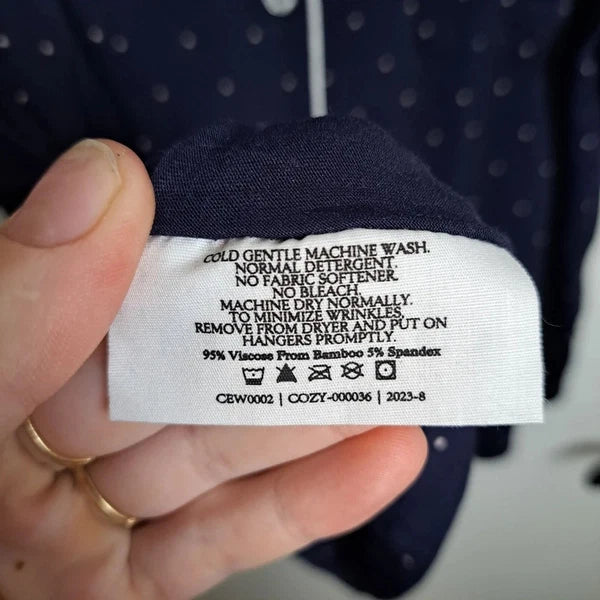 COLD GENTLE MACHINE WASH.
NORMAL DETERGENT.
NO FABRIC SOFTENER.
NO BLEACH.
MACHINE DRY NORMALLY.
TO MINIMIZE WRINKLES,
REMOVE FROM DRYER AND PUT ON
HANGERS PROMPTLY.
95% Viscose From Bamboo 5% Spandex
CEW0002 | COZY-000036 | 2023-8